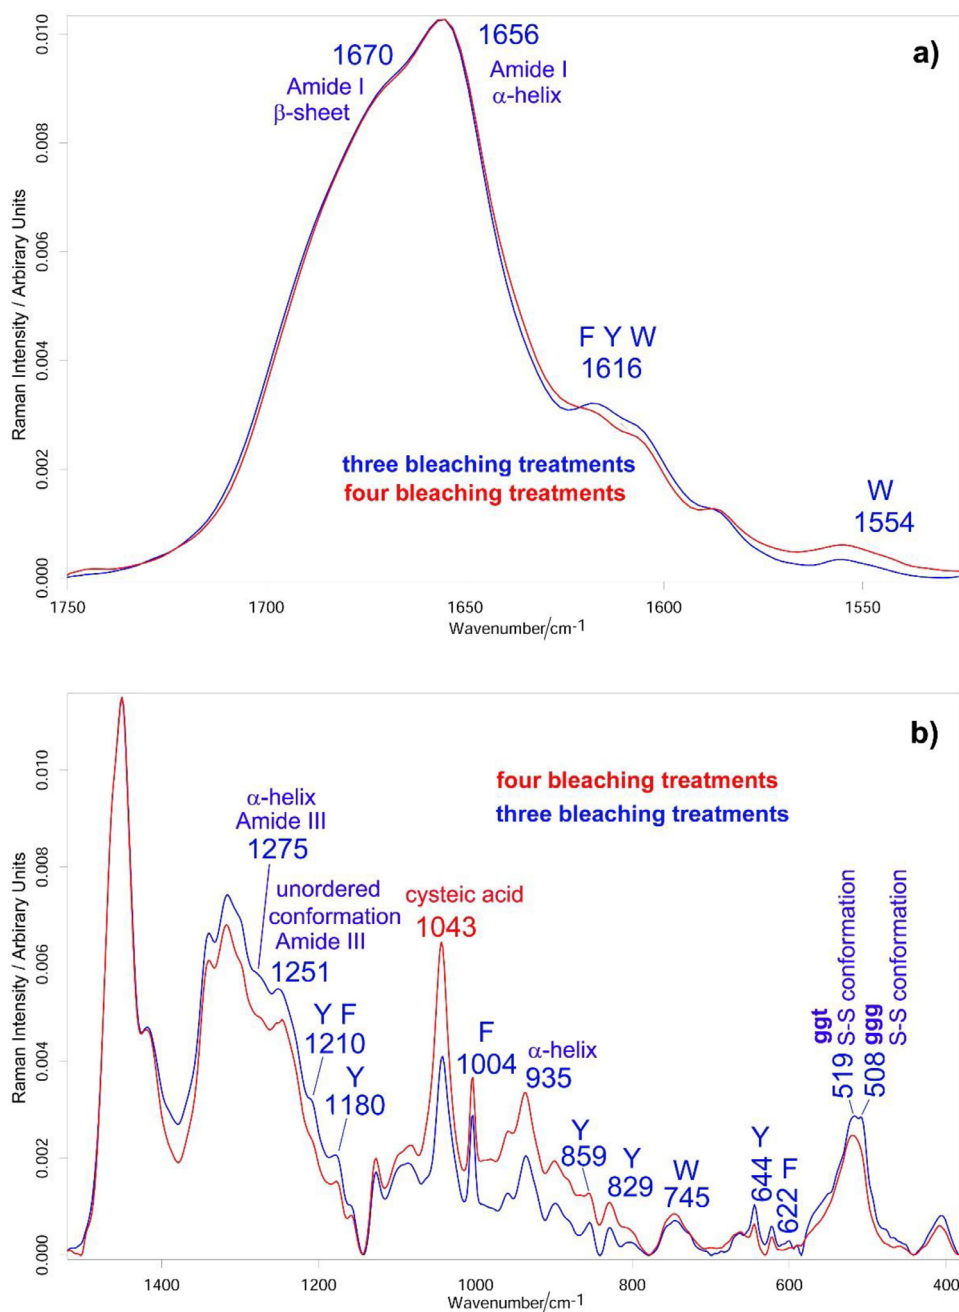 a)
0.010
0.008
0.006
0.004
0.002
0.000
Raman Intensity / Arbirary Units
1670
Amide I
β-sheet
1656
Amide I
α-helix
F Y W
1616
three bleaching treatments
four bleaching treatments
W
1554
1750
1700
1650
1600
1550
Wavenumber/cm-1
b)
0.010
0.008
0.006
0.004
0.002
0.000
Raman Intensity / Arbirary Units
four bleaching treatments
three bleaching treatments
α-helix
Amide III
1275
unordered
conformation
Amide III
1251
Y F
1210
Y
1180
cysteic acid
1043
F
1004
α-helix
935
Y
859
Y
829
W
745
Y
644
F
622
ggt
S-S conformation
519
ggg
S-S conformation
508
1400
1200
1000
800
600
400
Wavenumber/cm-1